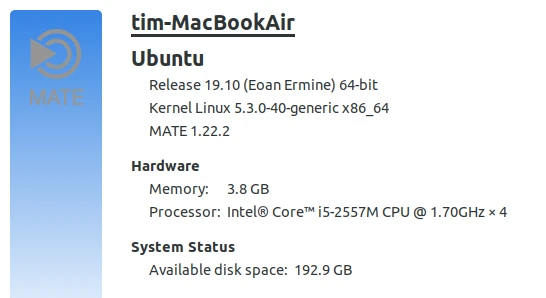 MATE
tim-MacBookAir
Ubuntu
Release 19.10 (Eoan Ermine) 64-bit
Kernel Linux 5.3.0-40-generic x86_64
MATE 1.22.2
Hardware
Memory: 3.8 GB
Processor: Intel® Core™ i5-2557M CPU @ 1.70GHz × 4
System Status
Available disk space: 192.9 GB